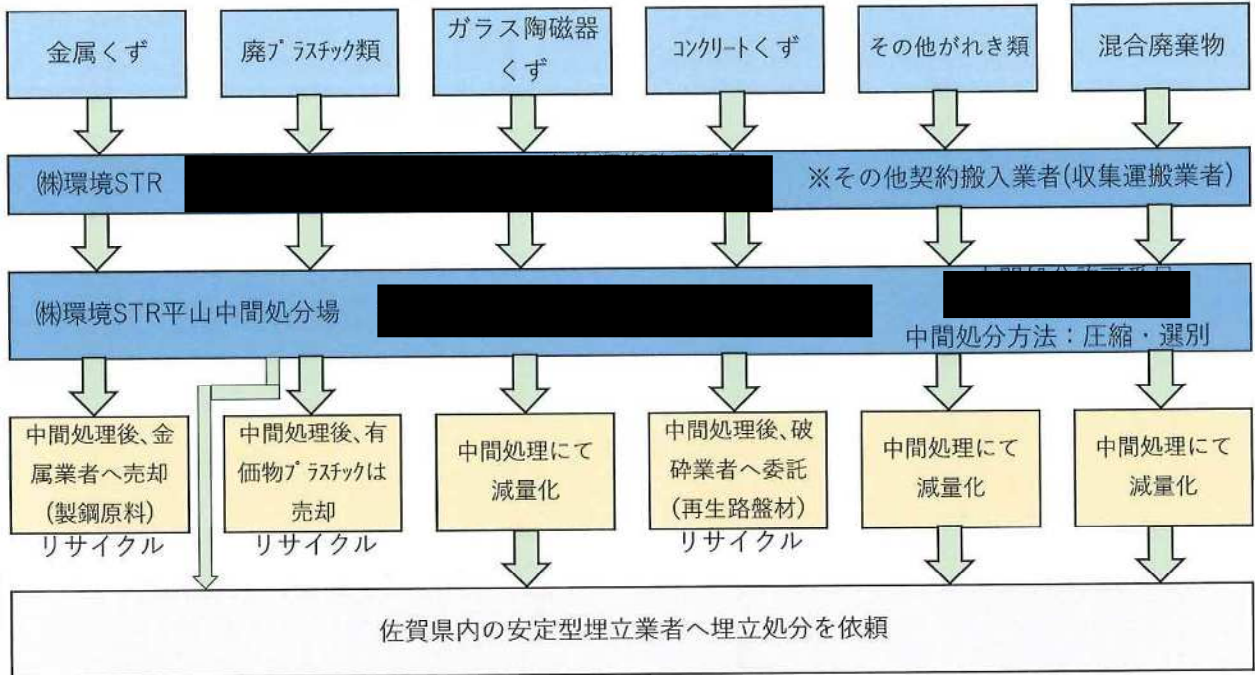 金属くず
廃プラスチック類
ガラス陶磁器
くず
コンクリートくず
その他がれき類
混合廃棄物
㈱環境STR
※その他契約搬入業者(収集運搬業者)
㈱環境STR平山中間処分場
中間処分方法：圧縮・選別
中間処理後、金
属業者へ売却
(製鋼原料)
リサイクル
中間処理後、有
価物プラスチックは
売却
リサイクル
中間処理にて
減量化
中間処理後、破
砕業者へ委託
(再生路盤材)
リサイクル
中間処理にて
減量化
中間処理にて
減量化
佐賀県内の安定型埋立業者へ埋立処分を依頼